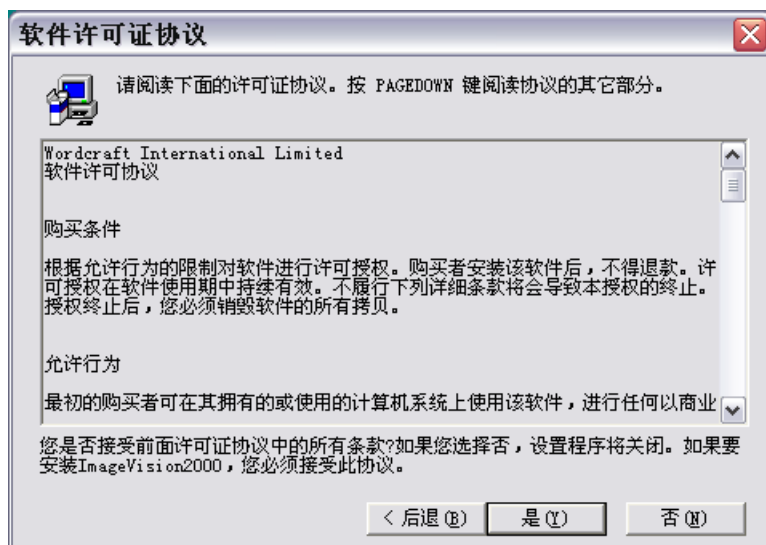 软件许可证协议
请阅读下面的许可证协议。按 PAGEDOWN 键阅读协议的其它部分。
Wordcraft International Limited
软件许可协议
购买条件
根据允许行为的限制对软件进行许可授权。购买者安装该软件后，不得退款。许
可授权在软件使用期中持续有效。不履行下列详细条款将会导致本授权的终止。
授权终止后，您必须销毁软件的所有拷贝。
允许行为
最初的购买者可在其拥有的或使用的计算机系统上使用该软件，进行任何以商业
您是否接受前面许可证协议中的所有条款?如果您选择否，设置程序将关闭。如果要
安装ImageVision2000，您必须接受此协议。
< 后退(B) 是(Y) 否(N)